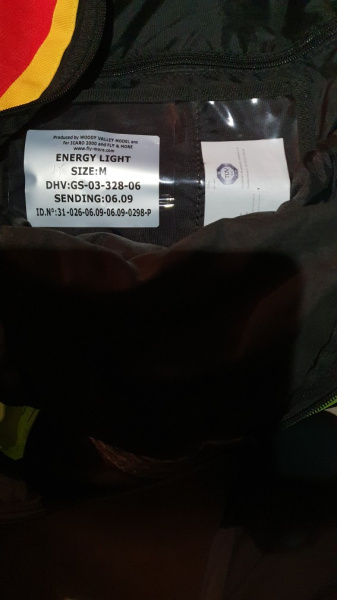 Produced by WOODY VALLEY MODEL snc
for ICARO 2000 and FLY & MORE
www.fly-more.com
ENERGY LIGHT
SIZE:M
DHV:GS-03-328-06
SENDING:06.09
ID.N°:31-026-06.09-06.09-0298-P